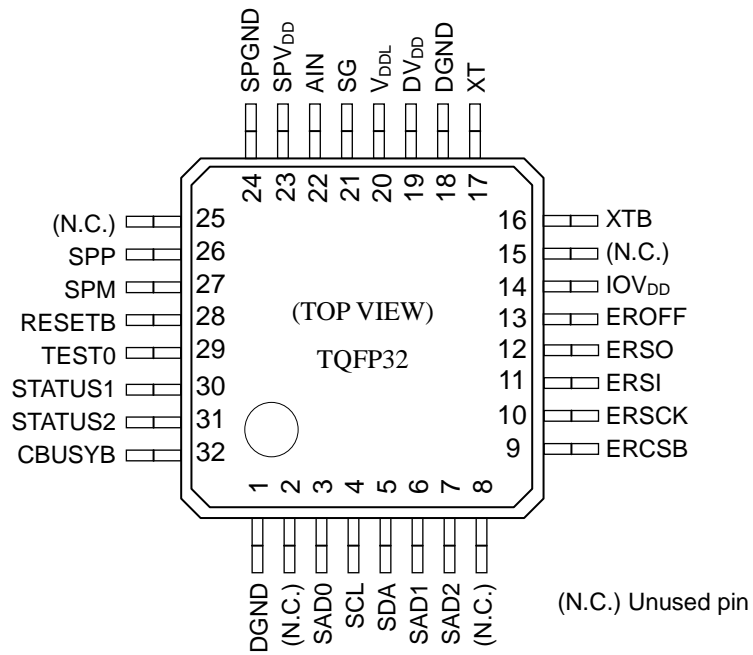 SPGND
SPVDD
AIN
SG
VDDL
DVDD
DGND
XT
24
23
22
21
20
19
18
17
(N.C.) 25
SPP 26
SPM 27
RESETB 28
TEST0 29
STATUS1 30
STATUS2 31
CBUSYB 32
(TOP VIEW)
TQFP32
16 XTB
15 (N.C.)
14 IOVDD
13 EROFF
12 ERSO
11 ERSI
10 ERSCK
9 ERCSB
1
2
3
4
5
6
7
8
DGND
(N.C.)
SAD0
SCL
SDA
SAD1
SAD2
(N.C.)
(N.C.) Unused pin